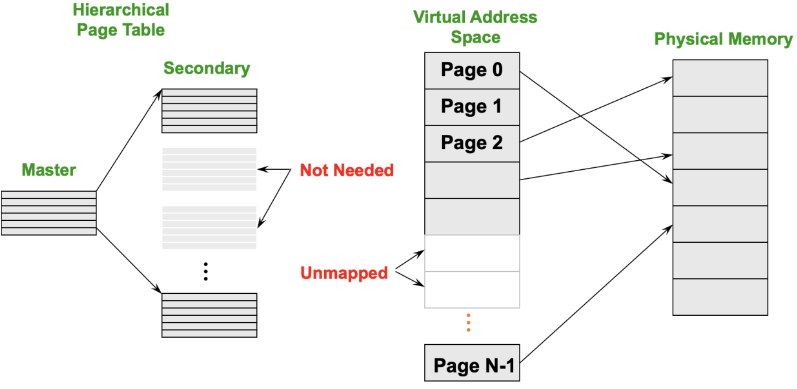 Hierarchical
Page Table
Secondary
Master
Not Needed
Virtual Address
Space
Page 0
Page 1
Page 2
Unmapped
Page N-1
Physical Memory